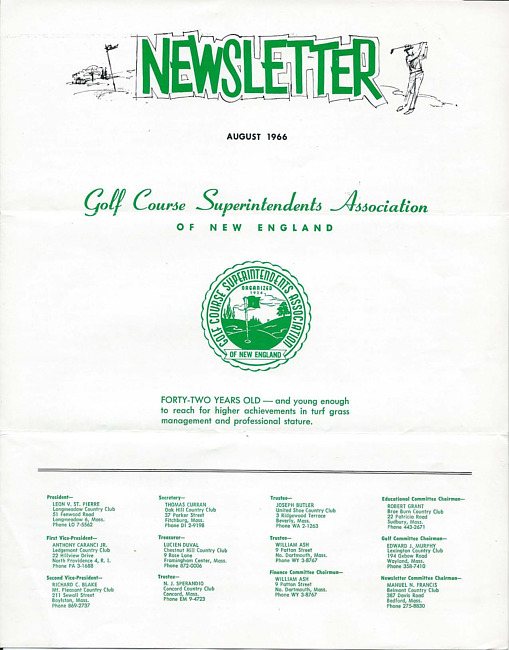 NEWSLETTER
AUGUST 1966
Golf Course Superintendents Association
OF NEW ENGLAND
GOLF COURSE SUPERINTENDENTS ASSOCIATION
ORGANIZED
1924
OF NEW ENGLAND
FORTY-TWO YEARS OLD — and young enough
to reach for higher achievements in turf grass
management and professional stature.
President—
LEON V. ST. PIERRE
Longmeadow Country Club
51 Fenwood Road
Longmeadow 6, Mass.
Phone LO 7-5562
First Vice-President—
ANTHONY CARANCI JR.
Ledgemont Country Club
22 Hillview Drive
North Providence 4, R. I.
Phone PA 3-1688
Second Vice-President—
RICHARD C. BLAKE
Mt. Pleasant Country Club
211 Sewall Street
Boylston, Mass.
Phone 869-2737
Secretary—
THOMAS CURRAN
Oak Hill Country Club
27 Parker Street
Fitchburg, Mass.
Phone DI 2-9198
Treasurer—
LUCIEN DUVAL
Chestnut Hill Country Club
9 Rose Lane
Framingham Center, Mass.
Phone 872-0006
Trustee—
N. J. SPERANDIO
Concord Country Club
Concord, Mass.
Phone EM 9-4723
Trustee—
JOSEPH BUTLER
United Shoe Country Club
3 Ridgewood Terrace
Beverly, Mass.
Phone WA 2-1263
Trustee—
WILLIAM ASH
9 Patton Street
No. Dartmouth, Mass.
Phone WY 3-8767
Finance Committee Chairman—
WILLIAM ASH
9 Patton Street
No. Dartmouth, Mass.
Phone WY 3-8767
Educational Committee Chairman—
ROBERT GRANT
Brae Burn Country Club
22 Patricia Road
Sudbury, Mass.
Phone 443-2671
Golf Committee Chairman—
EDWARD J. MURPHY
Lexington Country Club
194 Oxbow Road
Wayland, Mass.
Phone 358-7410
Newsletter Committee Chairman—
MANUEL N. FRANCIS
Belmont Country Club
387 Davis Road
Bedford, Mass.
Phone 275-8830